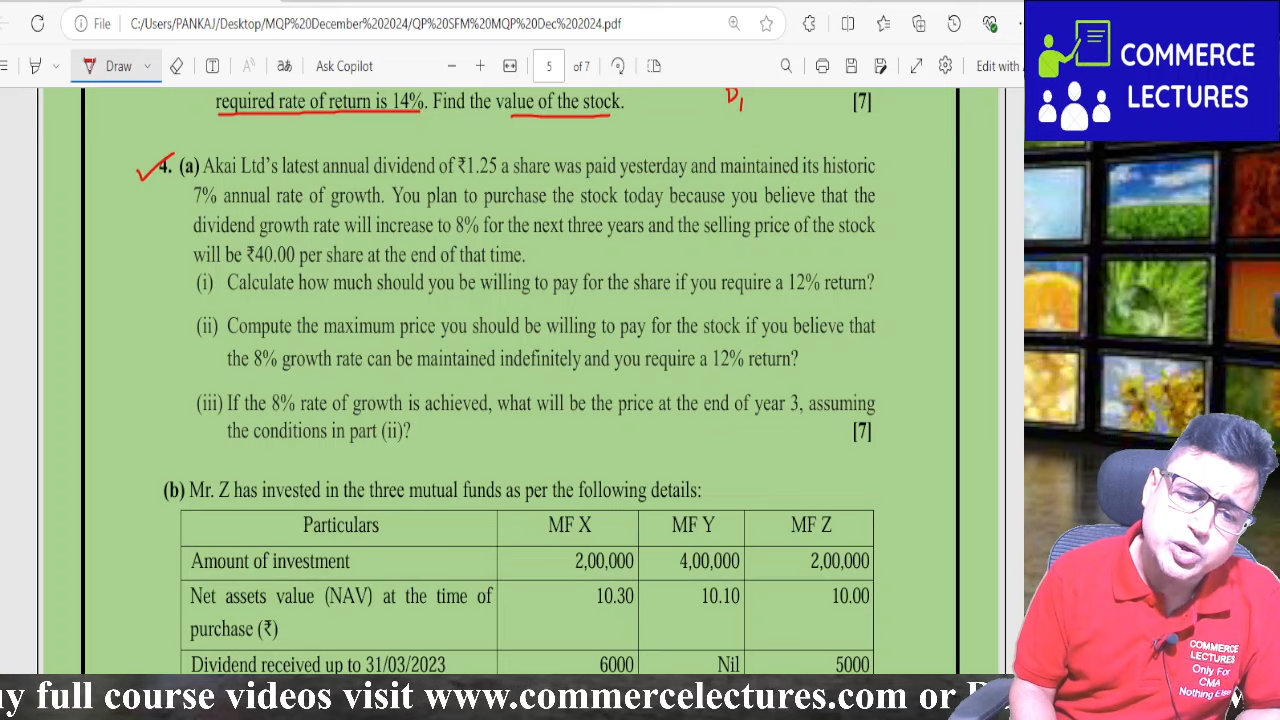 File C:/Users/PANKAJ/Desktop/MQP%20December%202024/QP%20SFM%20MQP%20Dec%202024.pdf
Draw Ask Copilot 5 of 7 Edit with
COMMERCE
LECTURES
required rate of return is 14%. Find the value of the stock. D1 [7]
4. (a) Akai Ltd's latest annual dividend of ₹1.25 a share was paid yesterday and maintained its historic
7% annual rate of growth. You plan to purchase the stock today because you believe that the
dividend growth rate will increase to 8% for the next three years and the selling price of the stock
will be ₹40.00 per share at the end of that time.
(i) Calculate how much should you be willing to pay for the share if you require a 12% return?
(ii) Compute the maximum price you should be willing to pay for the stock if you believe that
the 8% growth rate can be maintained indefinitely and you require a 12% return?
(iii) If the 8% rate of growth is achieved, what will be the price at the end of year 3, assuming
the conditions in part (ii)? [7]
(b) Mr. Z has invested in the three mutual funds as per the following details:
Particulars MF X MF Y MF Z
Amount of investment 2,00,000 4,00,000 2,00,000
Net assets value (NAV) at the time of 10.30 10.10 10.00
purchase (₹)
Dividend received up to 31/03/2023 6000 Nil 5000
COMMERCE
LECTURES
Only For
CMA
Nothing Else
uy full course videos visit www.commercelectures.com or